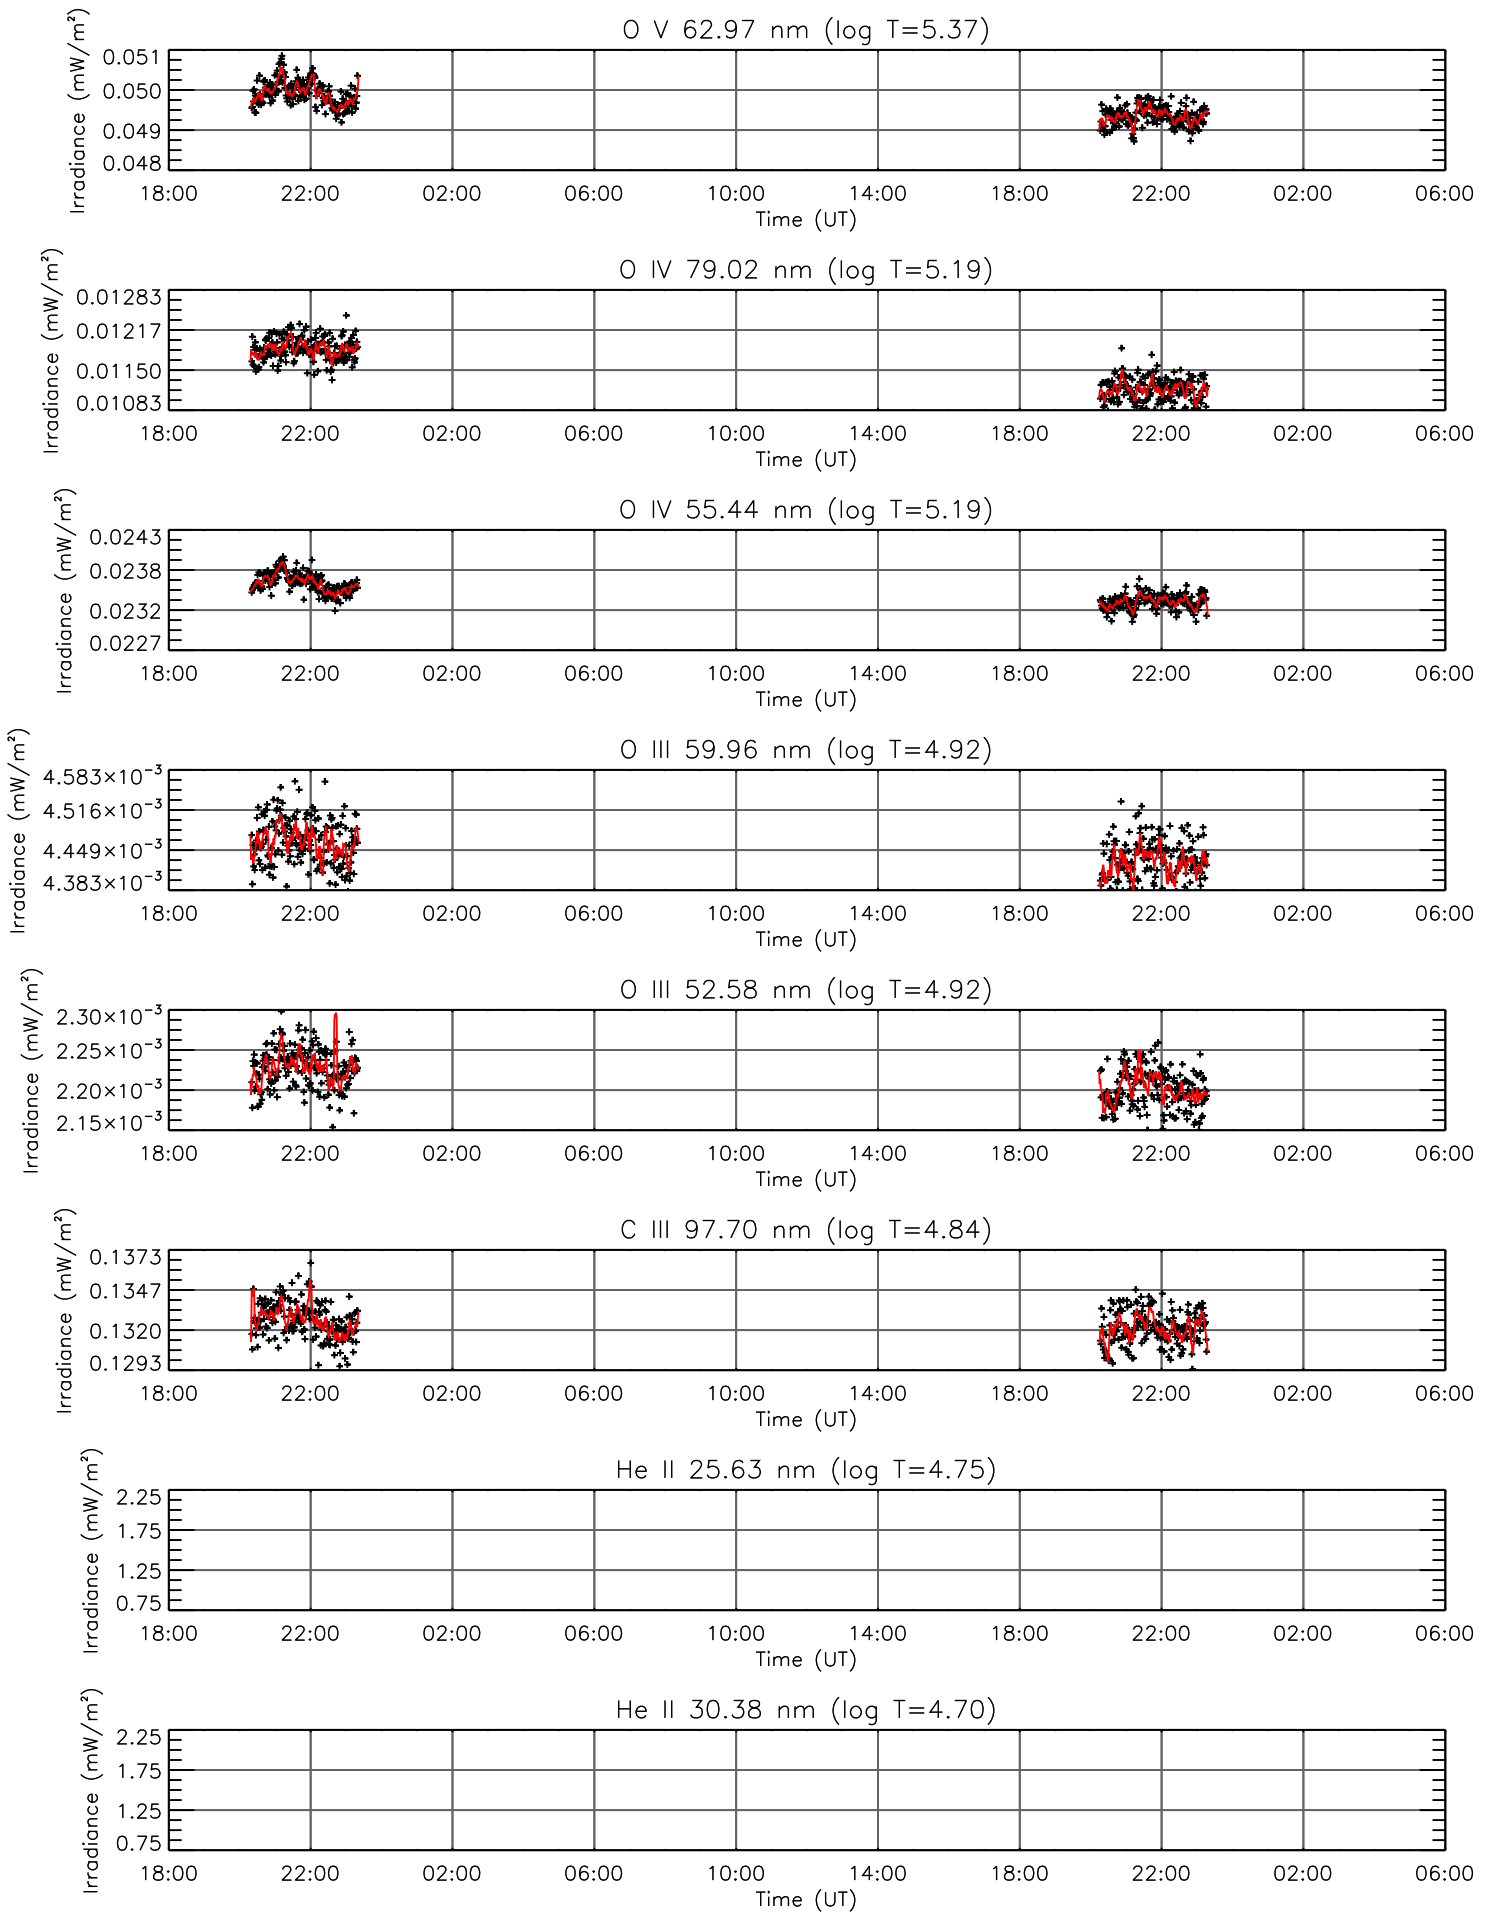 O V 62.97 nm (log T=5.37)
Irradiance (mW/m²)
0.051
0.050
0.049
0.048
18:00 22:00 02:00 06:00 10:00 14:00 18:00 22:00 02:00 06:00
Time (UT)
O IV 79.02 nm (log T=5.19)
Irradiance (mW/m²)
0.01283
0.01217
0.01150
0.01083
18:00 22:00 02:00 06:00 10:00 14:00 18:00 22:00 02:00 06:00
Time (UT)
O IV 55.44 nm (log T=5.19)
Irradiance (mW/m²)
0.0243
0.0238
0.0232
0.0227
18:00 22:00 02:00 06:00 10:00 14:00 18:00 22:00 02:00 06:00
Time (UT)
O III 59.96 nm (log T=4.92)
Irradiance (mW/m²)
4.583×10⁻³
4.516×10⁻³
4.449×10⁻³
4.383×10⁻³
18:00 22:00 02:00 06:00 10:00 14:00 18:00 22:00 02:00 06:00
Time (UT)
O III 52.58 nm (log T=4.92)
Irradiance (mW/m²)
2.30×10⁻³
2.25×10⁻³
2.20×10⁻³
2.15×10⁻³
18:00 22:00 02:00 06:00 10:00 14:00 18:00 22:00 02:00 06:00
Time (UT)
C III 97.70 nm (log T=4.84)
Irradiance (mW/m²)
0.1373
0.1347
0.1320
0.1293
18:00 22:00 02:00 06:00 10:00 14:00 18:00 22:00 02:00 06:00
Time (UT)
He II 25.63 nm (log T=4.75)
Irradiance (mW/m²)
2.25
1.75
1.25
0.75
18:00 22:00 02:00 06:00 10:00 14:00 18:00 22:00 02:00 06:00
Time (UT)
He II 30.38 nm (log T=4.70)
Irradiance (mW/m²)
2.25
1.75
1.25
0.75
18:00 22:00 02:00 06:00 10:00 14:00 18:00 22:00 02:00 06:00
Time (UT)